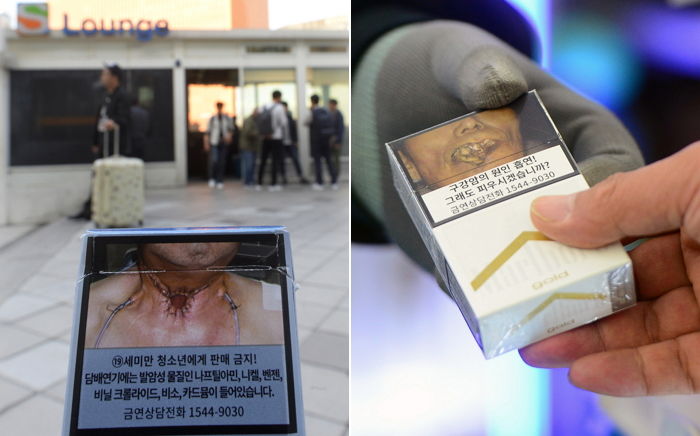 S Lounge
⑲세미만 청소년에게 판매 금지!
담배연기에는 발암성 물질인 나프틸아민, 니켈, 벤젠,
비닐 크롤라이드, 비소, 카드뮴이 들어있습니다.
금연상담전화 1544-9030
구강암의 원인 흡연!
그래도 피우시겠습니까?
금연상담전화 1544-9030
gold
gold